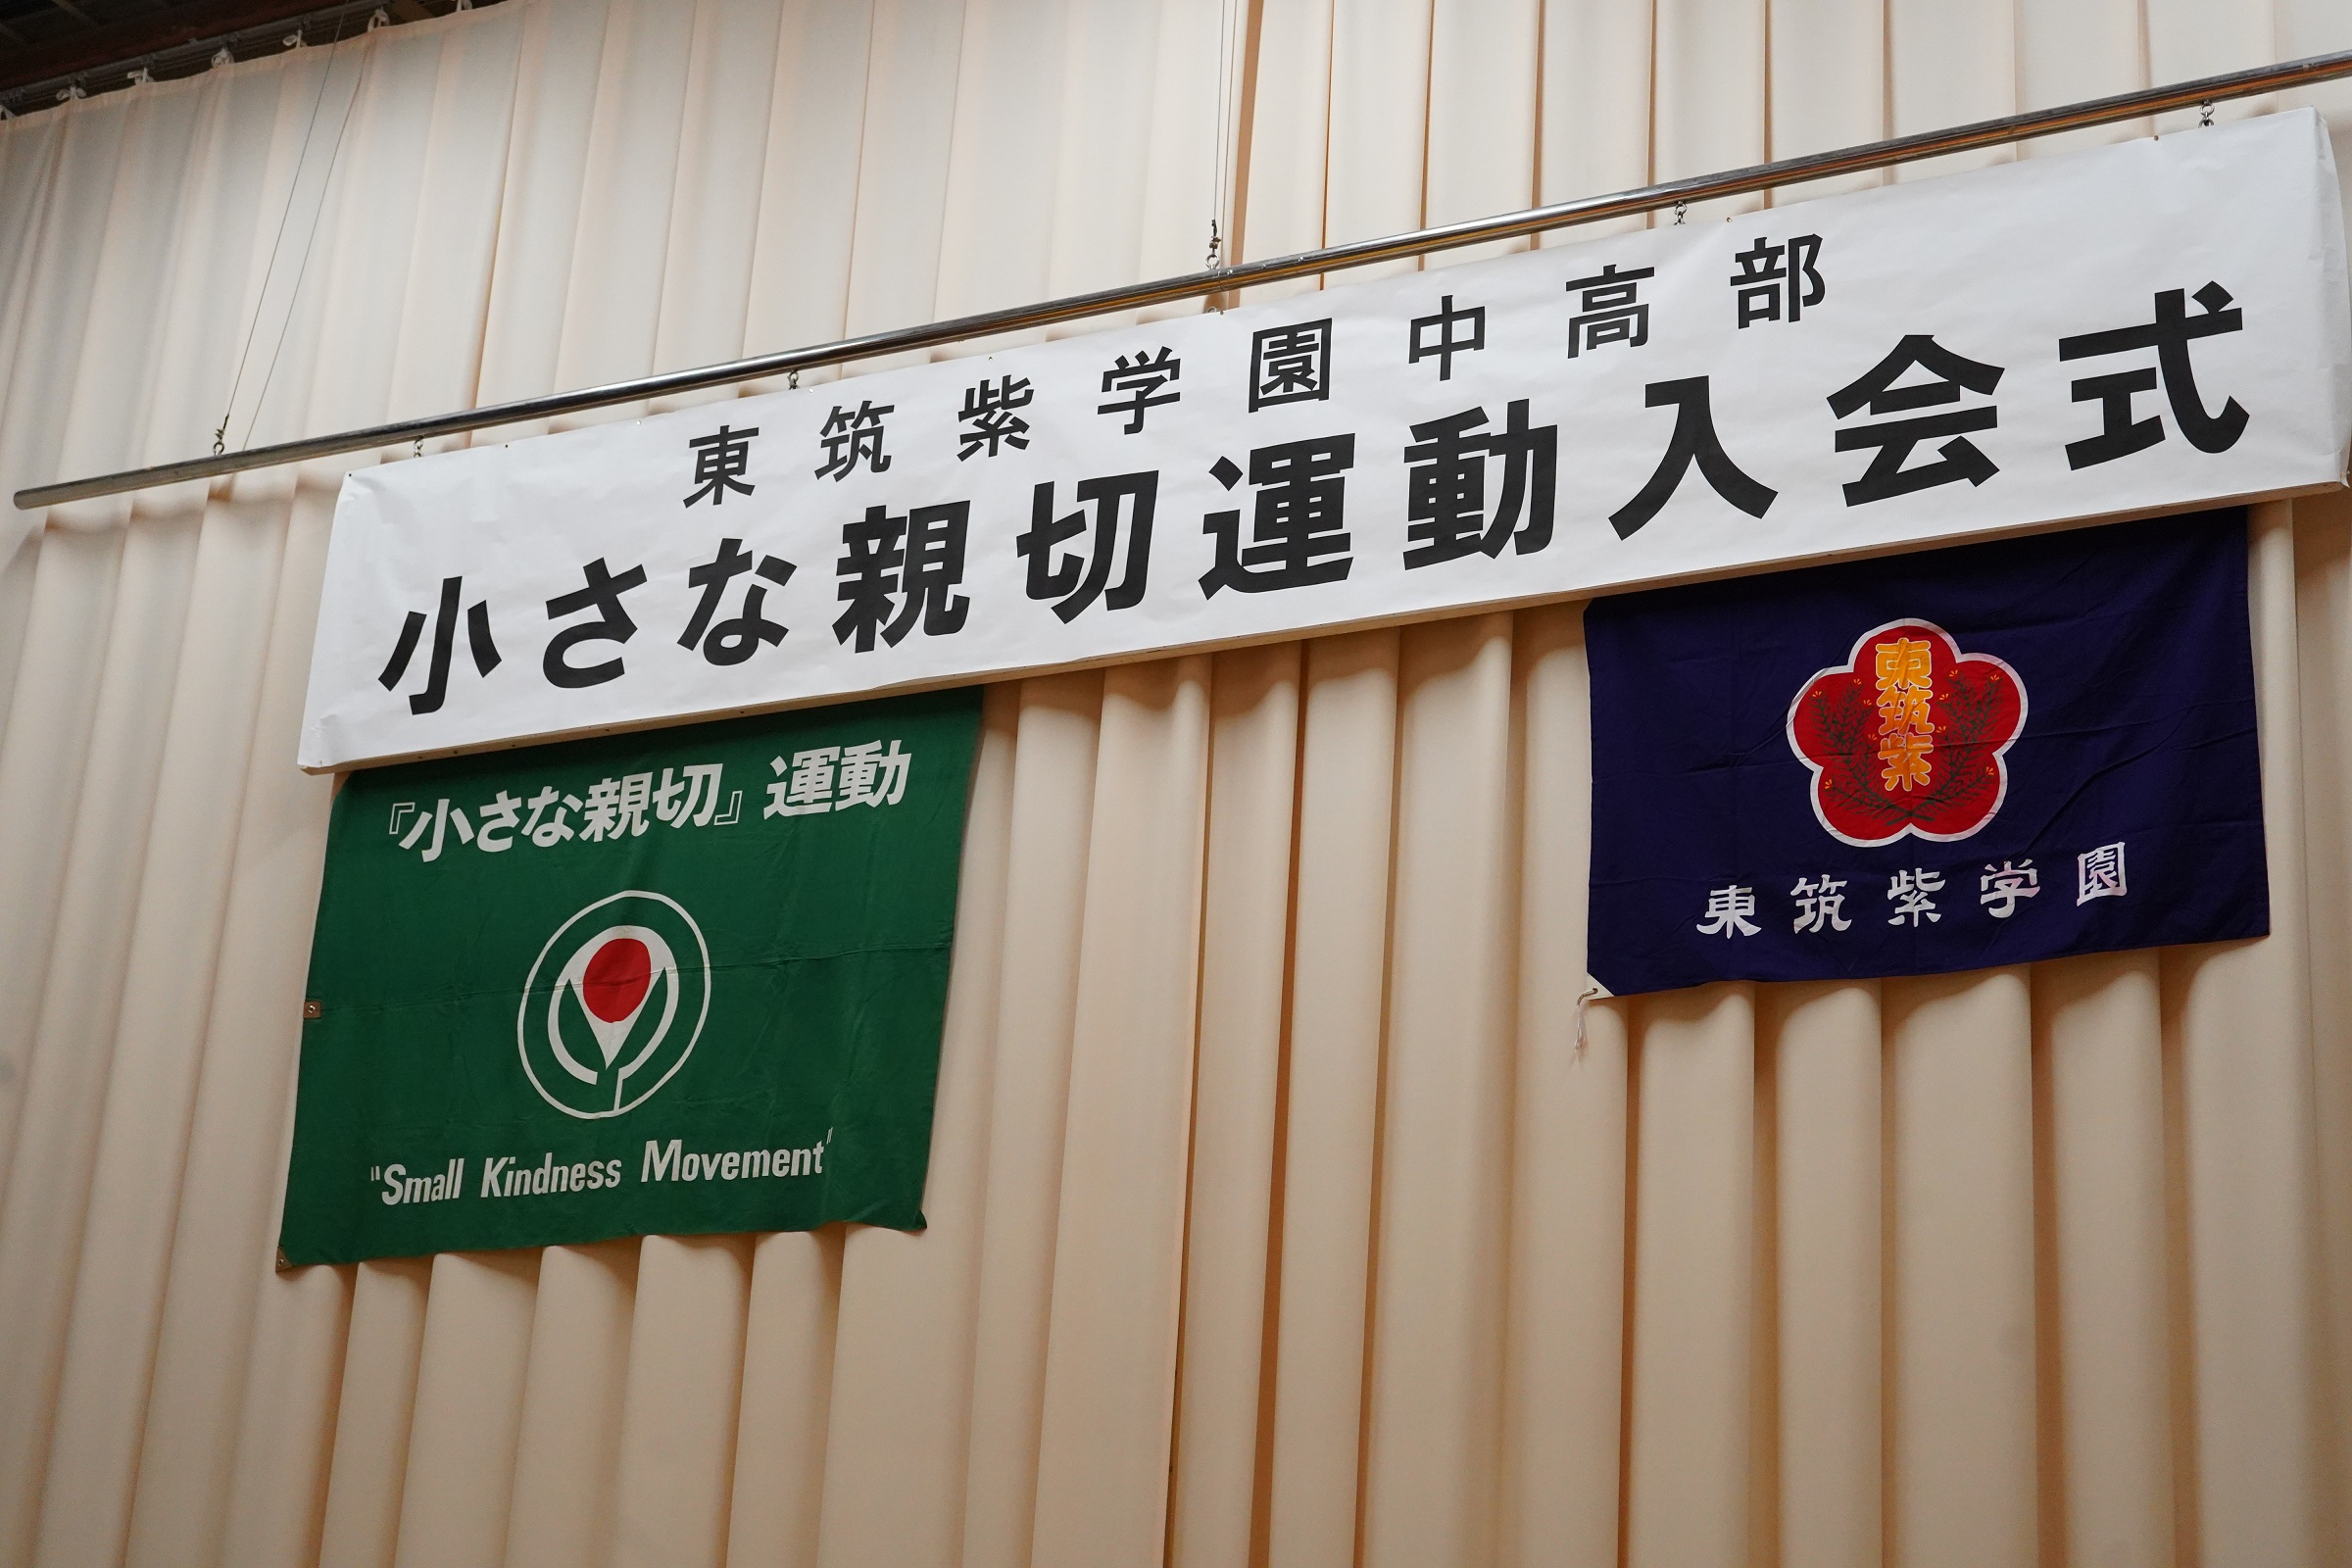 東筑紫学園中高部
小さな親切運動入会式
『小さな親切』運動
"Small Kindness Movement"
東筑紫
東筑紫学園